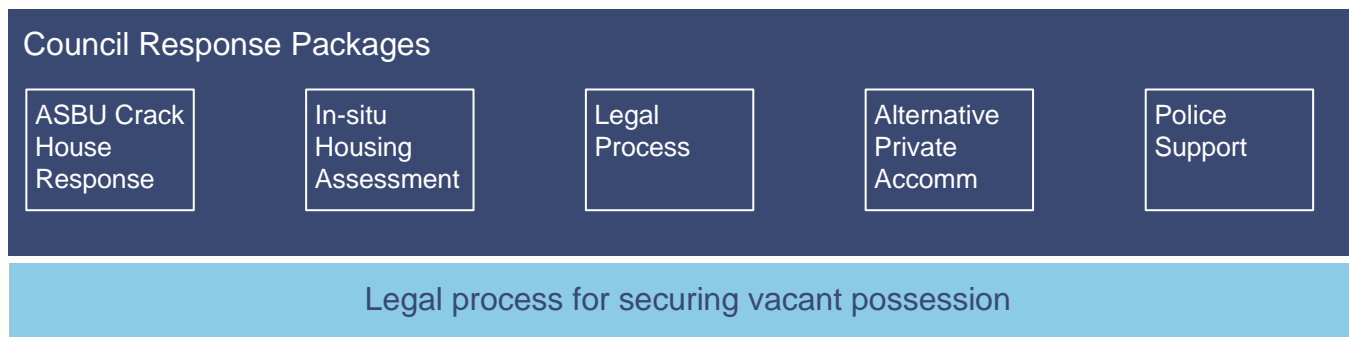 Council Response Packages
ASBU Crack
House
Response
In-situ
Housing
Assessment
Legal
Process
Alternative
Private
Accomm
Police
Support
Legal process for securing vacant possession